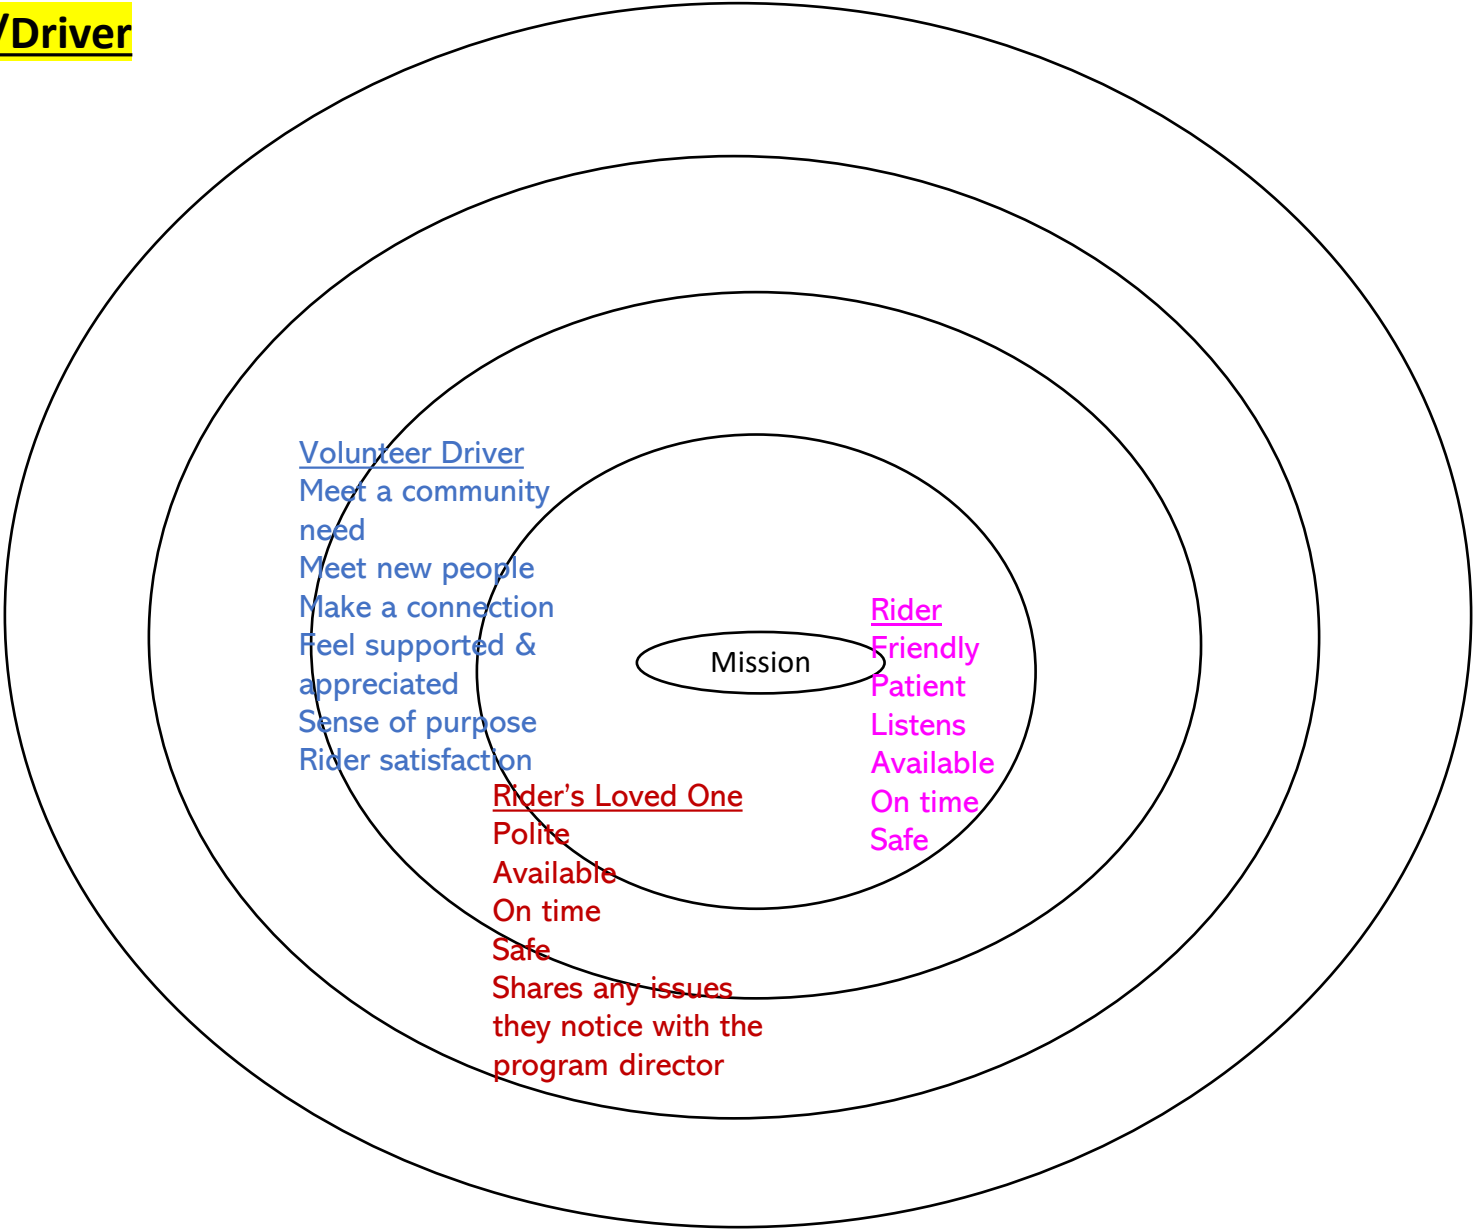 /Driver
Volunteer Driver
Meet a community
need
Meet new people
Make a connection
Feel supported &
appreciated
Sense of purpose
Rider satisfaction
Mission
Rider
Friendly
Patient
Listens
Available
On time
Safe
Rider’s Loved One
Polite
Available
On time
Safe
Shares any issues
they notice with the
program director